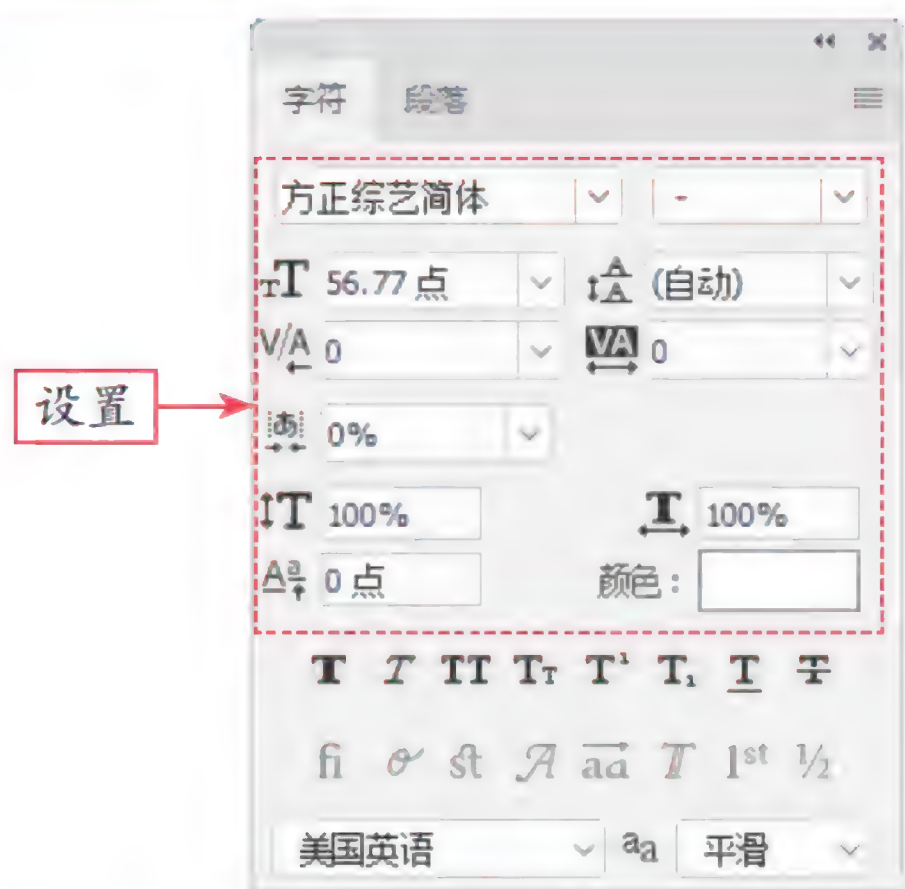 字符 段落
方正综艺简体 -
56.77 点 (自动)
0 0
设置
0%
100% 100%
0 点 颜色：
T T TT Tт T¹ T₁ T T
fi ℴ st A aa T 1st ½
美国英语 aa 平滑